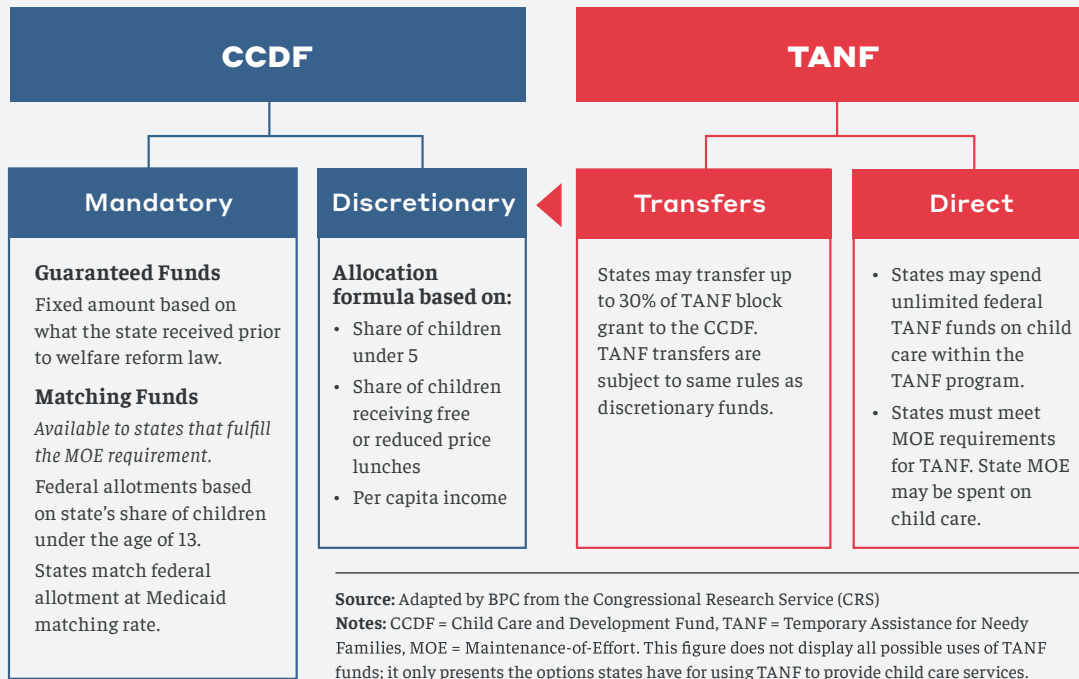 CCDF
TANF
Mandatory
Guaranteed Funds
Fixed amount based on
what the state received prior
to welfare reform law.
Matching Funds
Available to states that fulfill
the MOE requirement.
Federal allotments based
on state’s share of children
under the age of 13.
States match federal
allotment at Medicaid
matching rate.
Discretionary
Allocation
formula based on:
• Share of children
under 5
• Share of children
receiving free
or reduced price
lunches
• Per capita income
Transfers
States may transfer up
to 30% of TANF block
grant to the CCDF.
TANF transfers are
subject to same rules as
discretionary funds.
Direct
• States may spend
unlimited federal
TANF funds on child
care within the
TANF program.
• States must meet
MOE requirements
for TANF. State MOE
may be spent on
child care.
Source: Adapted by BPC from the Congressional Research Service (CRS)
Notes: CCDF = Child Care and Development Fund, TANF = Temporary Assistance for Needy
Families, MOE = Maintenance-of-Effort. This figure does not display all possible uses of TANF
funds; it only presents the options states have for using TANF to provide child care services.